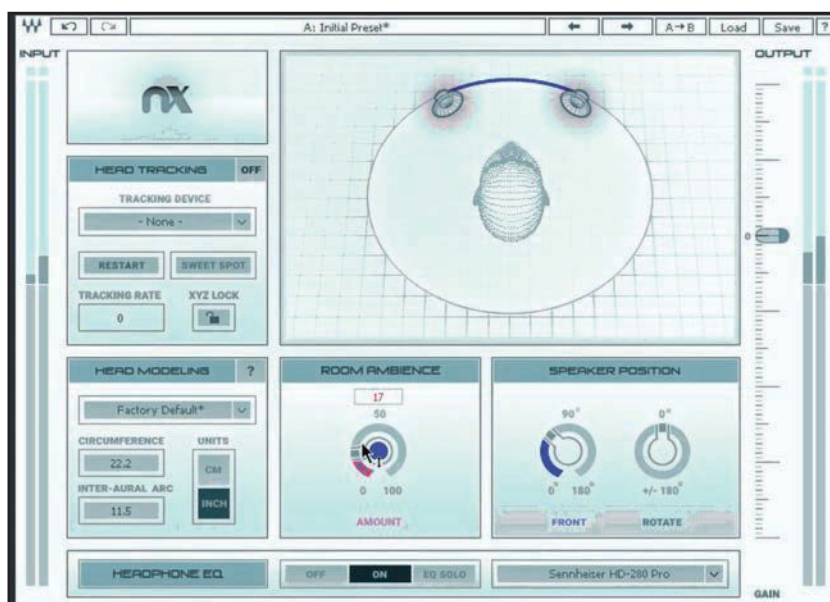 A: Initial Preset*
A→B
Load
Save
?
INPUT
OUTPUT
nx
HEAD TRACKING
OFF
TRACKING DEVICE
- None -
RESTART
SWEET SPOT
TRACKING RATE
XYZ LOCK
0
0
HEAD MODELING
?
Factory Default*
CIRCUMFERENCE
UNITS
22.2
CM
INTER-AURAL ARC
INCH
11.5
ROOM AMBIENCE
17
50
0 100
AMOUNT
SPEAKER POSITION
90°
0°
0° 180°
+/- 180°
FRONT
ROTATE
HEADPHONE EQ
OFF
ON
EQ SOLO
Sennheiser HD-280 Pro
GAIN